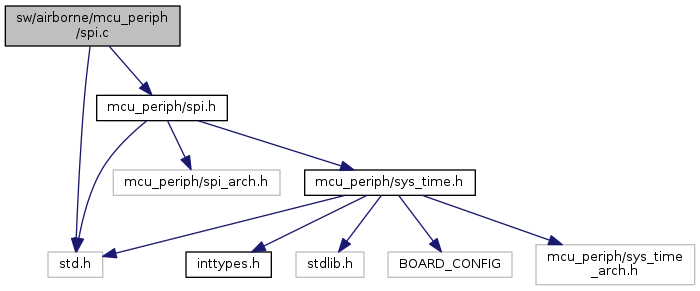 sw/airborne/mcu_periph
/spi.c
mcu_periph/spi.h
mcu_periph/spi_arch.h
mcu_periph/sys_time.h
std.h
inttypes.h
stdlib.h
BOARD_CONFIG
mcu_periph/sys_time
_arch.h